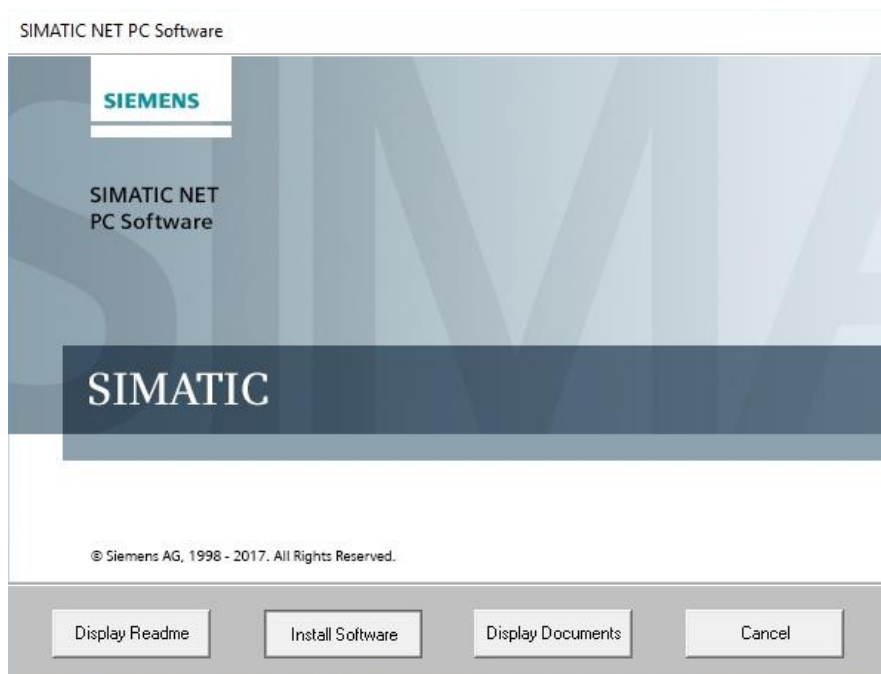 SIMATIC NET PC Software
SIEMENS
SIMATIC NET
PC Software
SIMATIC
© Siemens AG, 1998 - 2017. All Rights Reserved.
Display Readme
Install Software
Display Documents
Cancel